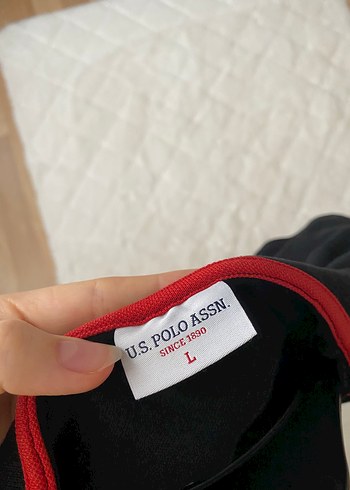 U.S. POLO ASSN.
SINCE 1890
L